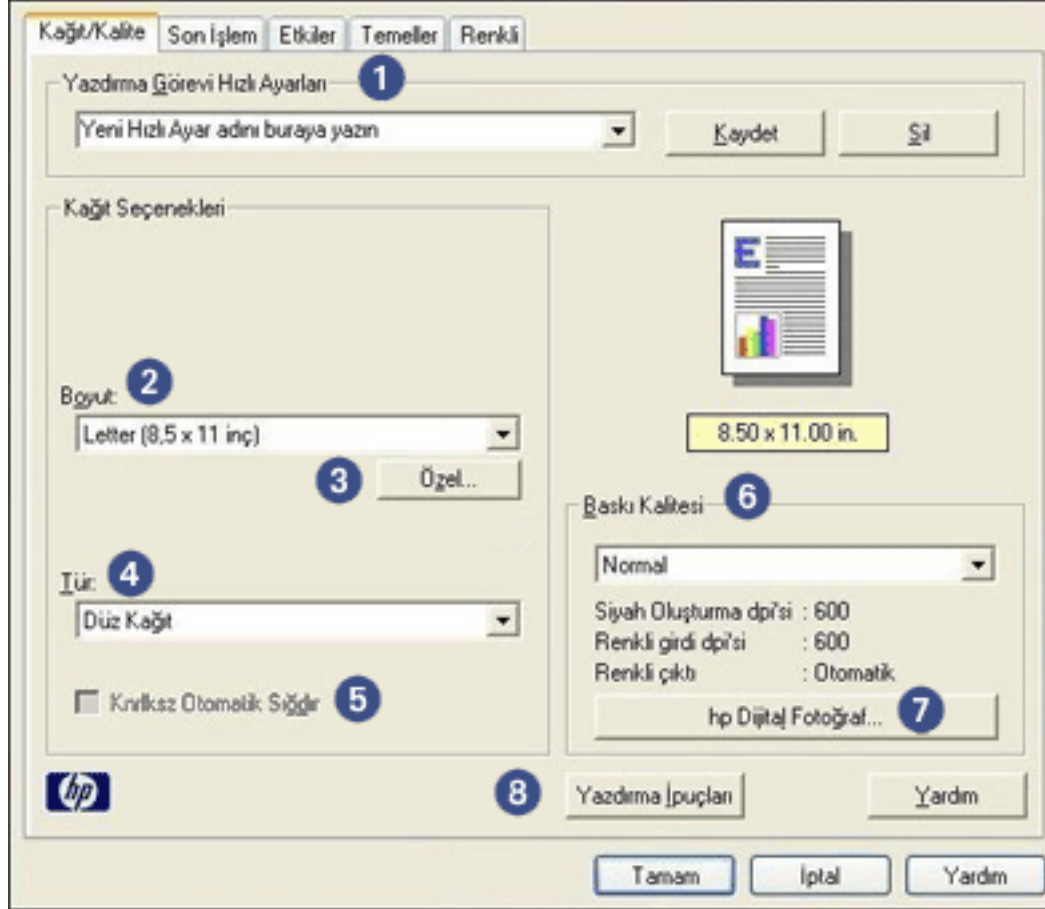 Kağıt/Kalite Son İşlem Etkiler Temeller Renkli
Yazdırma Görevi Hızlı Ayarları 1
Yeni Hızlı Ayar adını buraya yazın Kaydet Sil
Kağıt Seçenekleri
E
Boyut: 2
Letter (8,5 x 11 inç)
8.50 x 11.00 in.
3 Özel...
Baskı Kalitesi 6
Normal
Tür: 4
Düz Kağıt
Siyah Oluşturma dpi'si : 600
Renkli girdi dpi'si : 600
Renkli çıktı : Otomatik
Knrlksz Otomatik Sığdır 5
hp Dijital Fotoğraf... 7
hp
8 Yazdırma İpuçları Yardım
Tamam İptal Yardım